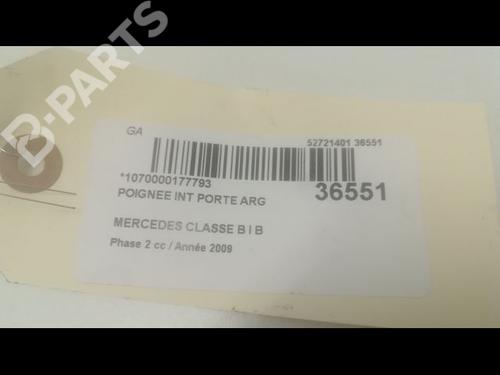 B-PARTS
GA
52721401 36551
*1070000177793
36551
POIGNEE INT PORTE ARG
MERCEDES CLASSE B I B
Phase 2 cc / Année 2009